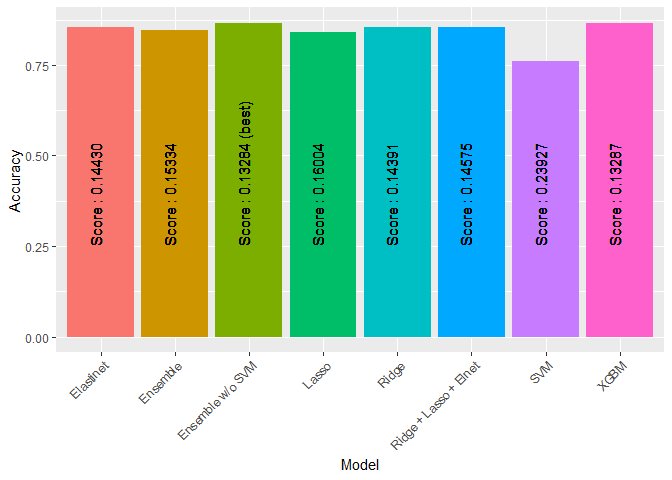 Accuracy
0.75
0.50
0.25
0.00
Score : 0.14430
Score : 0.15334
Score : 0.13284 (best)
Score : 0.16004
Score : 0.14391
Score : 0.14575
Score : 0.23927
Score : 0.13287
Elastinet
Ensemble
Ensemble w/o SVM
Lasso
Ridge
Ridge + Lasso + Elnet
SVM
XGBM
Model